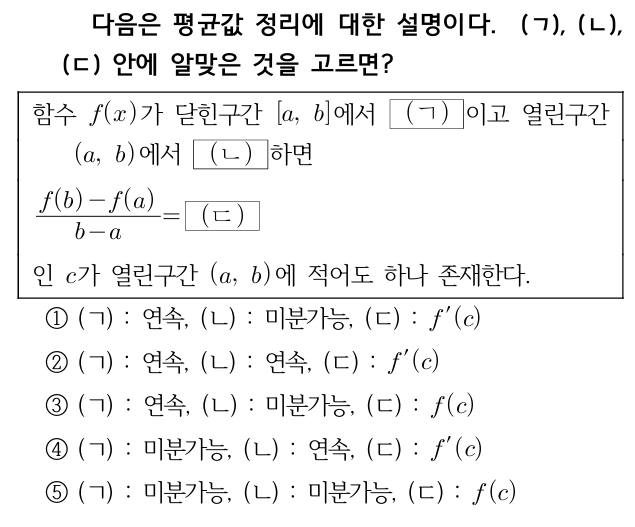 다음은 평균값 정리에 대한 설명이다. (ㄱ), (ㄴ),
(ㄷ) 안에 알맞은 것을 고르면?
함수 f(x)가 닫힌구간 [a, b]에서 (ㄱ) 이고 열린구간
(a, b)에서 (ㄴ) 하면
f(b)-f(a)
b-a
= (ㄷ)
인 c가 열린구간 (a, b)에 적어도 하나 존재한다.
① (ㄱ) : 연속, (ㄴ) : 미분가능, (ㄷ) : f′(c)
② (ㄱ) : 연속, (ㄴ) : 연속, (ㄷ) : f′(c)
③ (ㄱ) : 연속, (ㄴ) : 미분가능, (ㄷ) : f(c)
④ (ㄱ) : 미분가능, (ㄴ) : 연속, (ㄷ) : f′(c)
⑤ (ㄱ) : 미분가능, (ㄴ) : 미분가능, (ㄷ) : f(c)